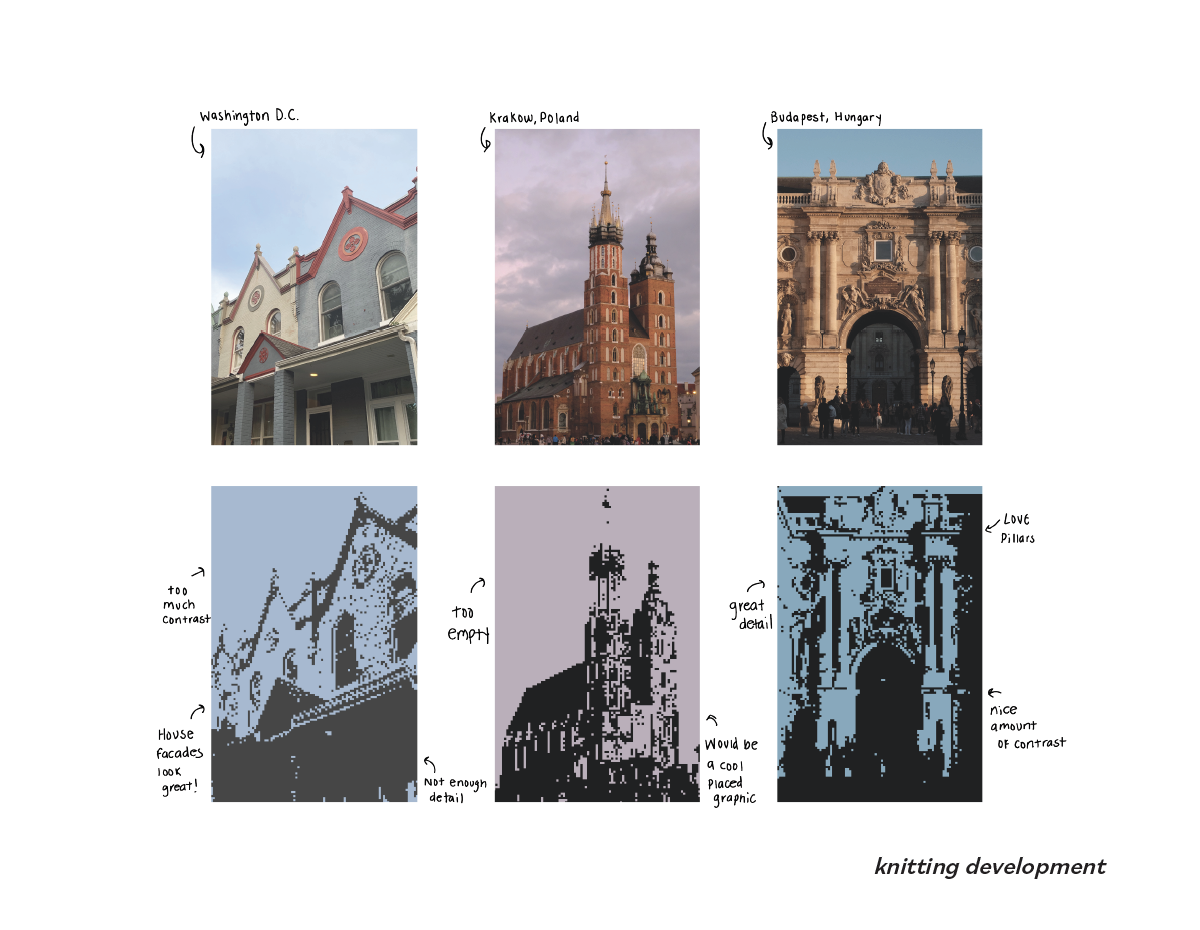 Washington D.C.
Krakow, Poland
Budapest, Hungary
too
much
contrast
House
facades
look
great!
Not enough
detail
too
empty
Would be
a cool
placed
graphic
great
detail
Love
Pillars
nice
amount
of contrast
knitting development